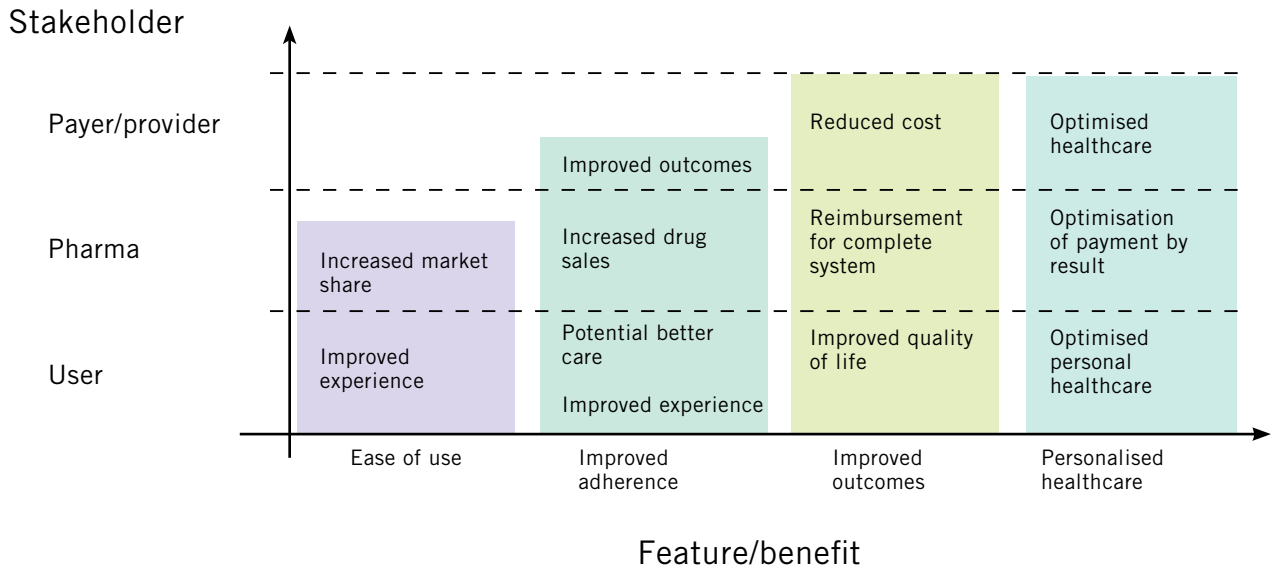 Stakeholder
Payer/provider
Reduced cost
Optimised
healthcare
Improved outcomes
Pharma
Increased market
share
Increased drug
sales
Reimbursement
for complete
system
Optimisation
of payment by
result
User
Improved
experience
Potential better
care
Improved experience
Improved quality
of life
Optimised
personal
healthcare
Ease of use
Improved
adherence
Improved
outcomes
Personalised
healthcare
Feature/benefit